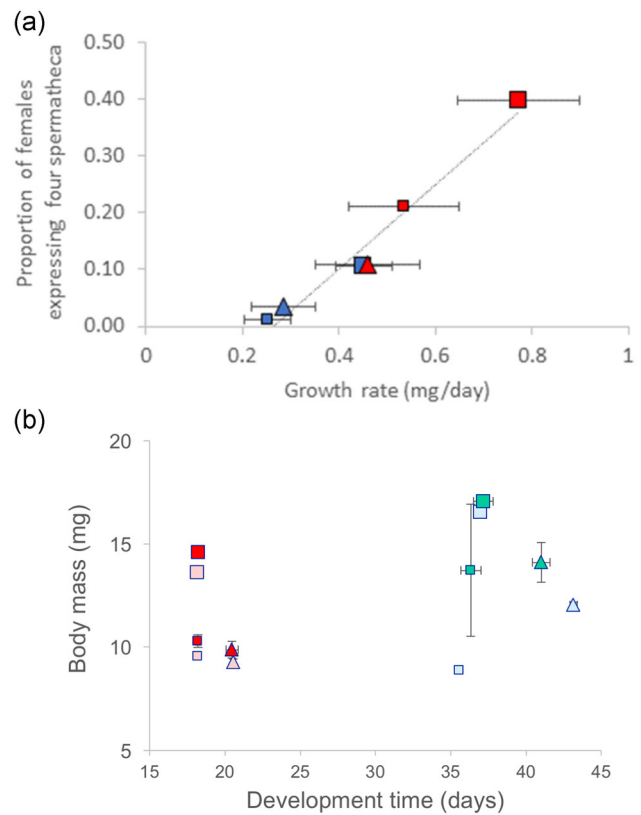 (a)
Proportion of females
expressing four spermatheca
0.50
0.40
0.30
0.20
0.10
0.00
0 0.2 0.4 0.6 0.8 1
Growth rate (mg/day)
(b)
Body mass (mg)
20
15
10
5
15 20 25 30 35 40 45
Development time (days)